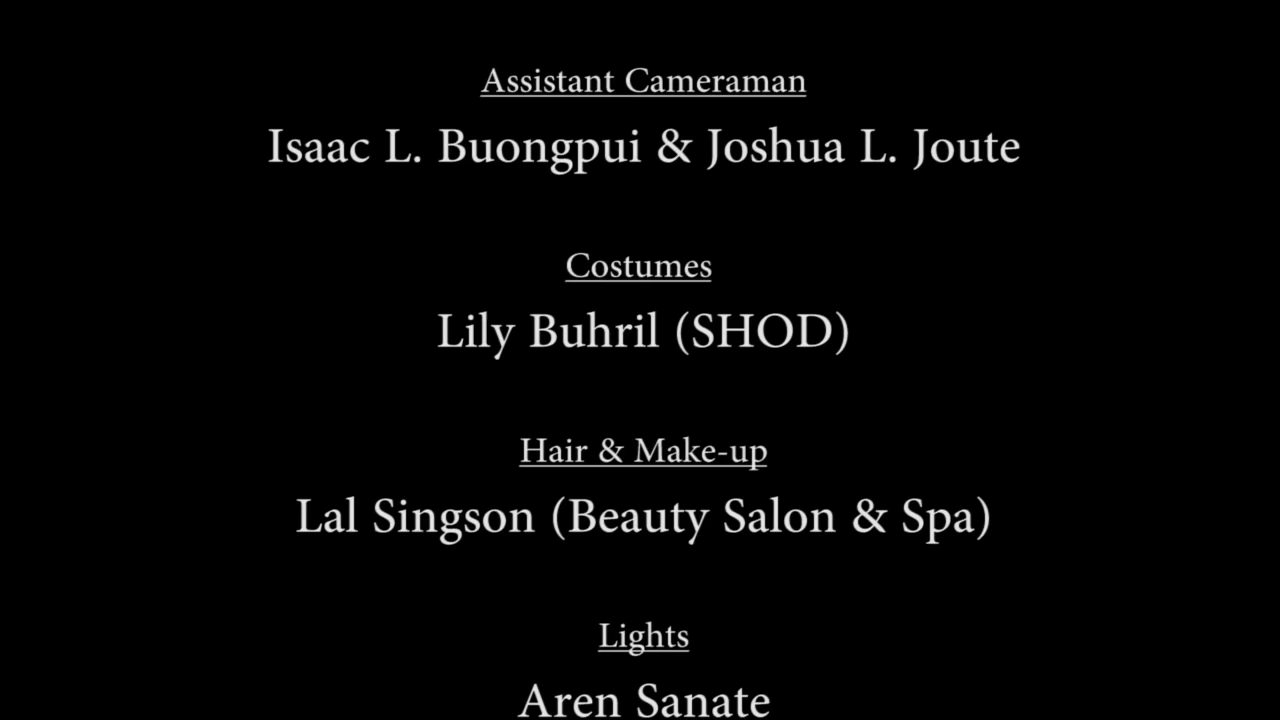 Assistant Cameraman
Isaac L. Buongpui & Joshua L. Joute
Costumes
Lily Buhril (SHOD)
Hair & Make-up
Lal Singson (Beauty Salon & Spa)
Lights
Aren Sanate